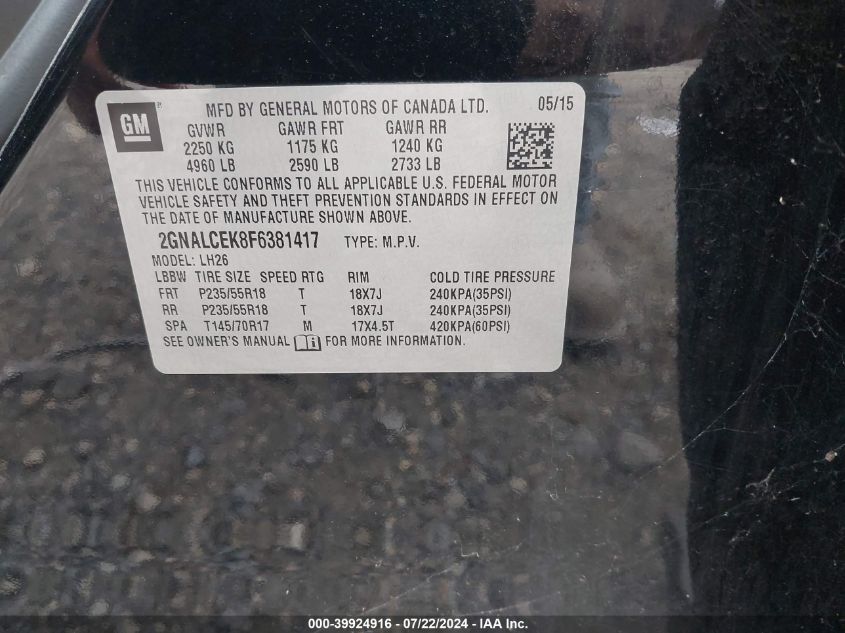 GM
MFD BY GENERAL MOTORS OF CANADA LTD. 05/15
GVWR GAWR FRT GAWR RR
2250 KG 1175 KG 1240 KG
4960 LB 2590 LB 2733 LB
THIS VEHICLE CONFORMS TO ALL APPLICABLE U.S. FEDERAL MOTOR
VEHICLE SAFETY AND THEFT PREVENTION STANDARDS IN EFFECT ON
THE DATE OF MANUFACTURE SHOWN ABOVE.
2GNALCEK8F6381417 TYPE: M.P.V.
MODEL: LH26
LBBW TIRE SIZE SPEED RTG RIM COLD TIRE PRESSURE
FRT P235/55R18 T 18X7J 240KPA(35PSI)
RR P235/55R18 T 18X7J 240KPA(35PSI)
SPA T145/70R17 M 17X4.5T 420KPA(60PSI)
SEE OWNER'S MANUAL i FOR MORE INFORMATION.
000-39924916 - 07/22/2024 - IAA Inc.